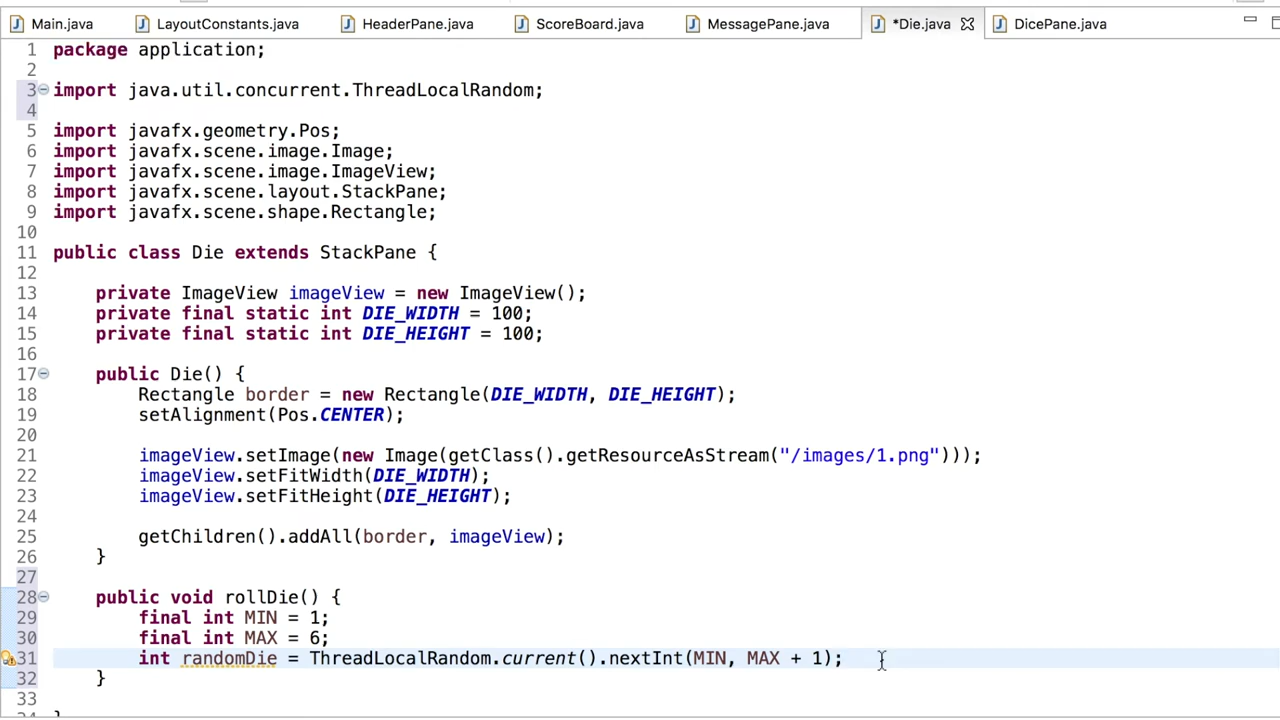 Main.java LayoutConstants.java HeaderPane.java ScoreBoard.java MessagePane.java *Die.java DicePane.java
1 package application;
2
3 import java.util.concurrent.ThreadLocalRandom;
4
5 import javafx.geometry.Pos;
6 import javafx.scene.image.Image;
7 import javafx.scene.image.ImageView;
8 import javafx.scene.layout.StackPane;
9 import javafx.scene.shape.Rectangle;
10
11 public class Die extends StackPane {
12
13     private ImageView imageView = new ImageView();
14     private final static int DIE_WIDTH = 100;
15     private final static int DIE_HEIGHT = 100;
16
17     public Die() {
18         Rectangle border = new Rectangle(DIE_WIDTH, DIE_HEIGHT);
19         setAlignment(Pos.CENTER);
20
21         imageView.setImage(new Image(getClass().getResourceAsStream("/images/1.png")));
22         imageView.setFitWidth(DIE_WIDTH);
23         imageView.setFitHeight(DIE_HEIGHT);
24
25         getChildren().addAll(border, imageView);
26     }
27
28     public void rollDie() {
29         final int MIN = 1;
30         final int MAX = 6;
31         int randomDie = ThreadLocalRandom.current().nextInt(MIN, MAX + 1);
32     }
33
34 }